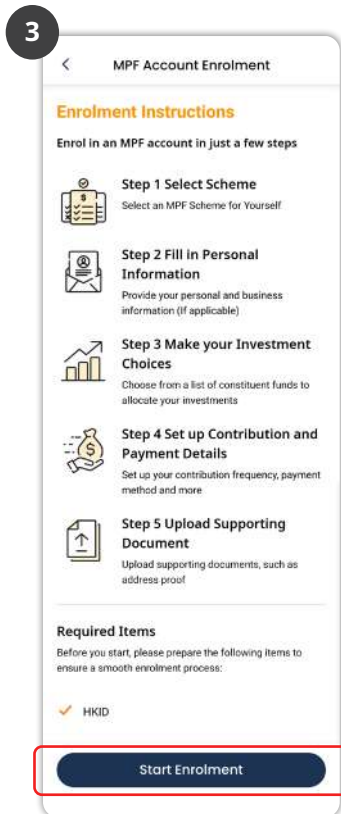 3
MPF Account Enrolment
Enrolment Instructions
Enrol in an MPF account in just a few steps
Step 1 Select Scheme
Select an MPF Scheme for Yourself
Step 2 Fill in Personal
Information
Provide your personal and business
information (If applicable)
Step 3 Make your Investment
Choices
Choose from a list of constituent funds to
allocate your investments
Step 4 Set up Contribution and
Payment Details
Set up your contribution frequency, payment
method and more
Step 5 Upload Supporting
Document
Upload supporting documents, such as
address proof
Required Items
Before you start, please prepare the following items to
ensure a smooth enrolment process:
HKID
Start Enrolment